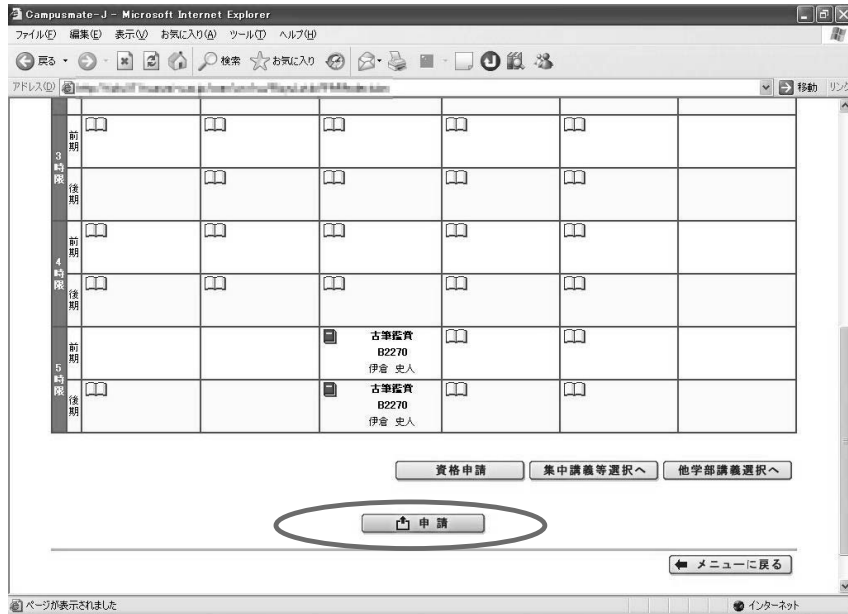 Campusmate-J - Microsoft Internet Explorer
ファイル(F) 編集(E) 表示(V) お気に入り(A) ツール(T) ヘルプ(H)
戻る 検索 お気に入り
アドレス(D) 移動 リンク
3時限 前期
後期
4時限 前期
後期
5時限 前期 古筆鑑賞
B2270
伊倉 史人
後期 古筆鑑賞
B2270
伊倉 史人
資格申請 集中講義等選択へ 他学部講義選択へ
申請
メニューに戻る
ページが表示されました インターネット